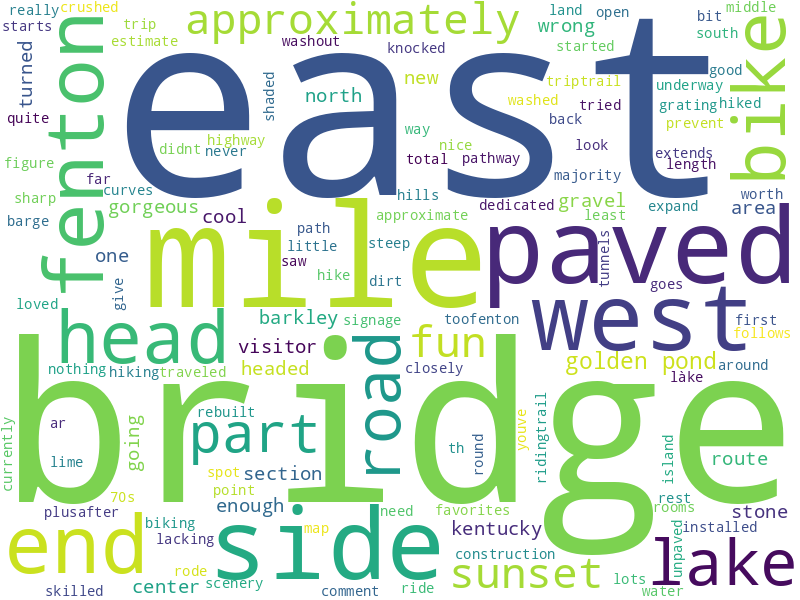 really
crushed
trip
starts
estimate
approximately
land
open
bit
middle
wrong
south
turned
fenton
east
washout
knocked
started
bike
shaded
new
triptrail
good
underway
north
washed
tried
grating
hiked
quite
back
prevent
highway
didnt
never
way
nice
look
figure
total
pathway
majority
extends
length
far
sharp
curves
hills
dedicated
gravel
worth
barge
gorgeous
cool
approximate
least
expand
area
mile
paved
path
little
steep
one
saw
tunnels
hike
dirt
give
goes
west
loved
barkley
signage
toofenton
first
follows
head
road
fun
visitor
golden pond
around
nothing
hiking
traveled
headed
closely
làke
bridge
rebuilt
youve
ridingtrail
ar
going
part
currently
th
round
island
route
lime
section
spot
point
rest
70s
enough
rooms
plusafter
map
need
favorites
stone
end
biking
side
kentucky
installed
lacking
construction
unpaved
lake
rode
sunset
lots
skilled
center
scenery
comment
ride
water